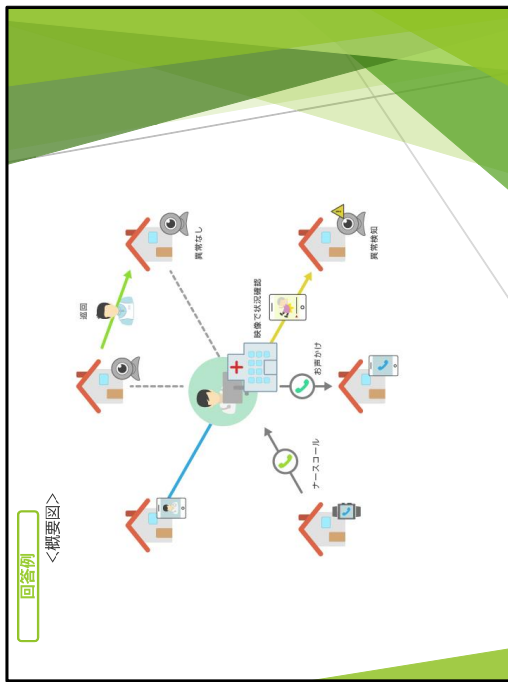 回答例
<概要図>
巡回
異常なし
映像で状況確認
異常検知
お声かけ
ナースコール